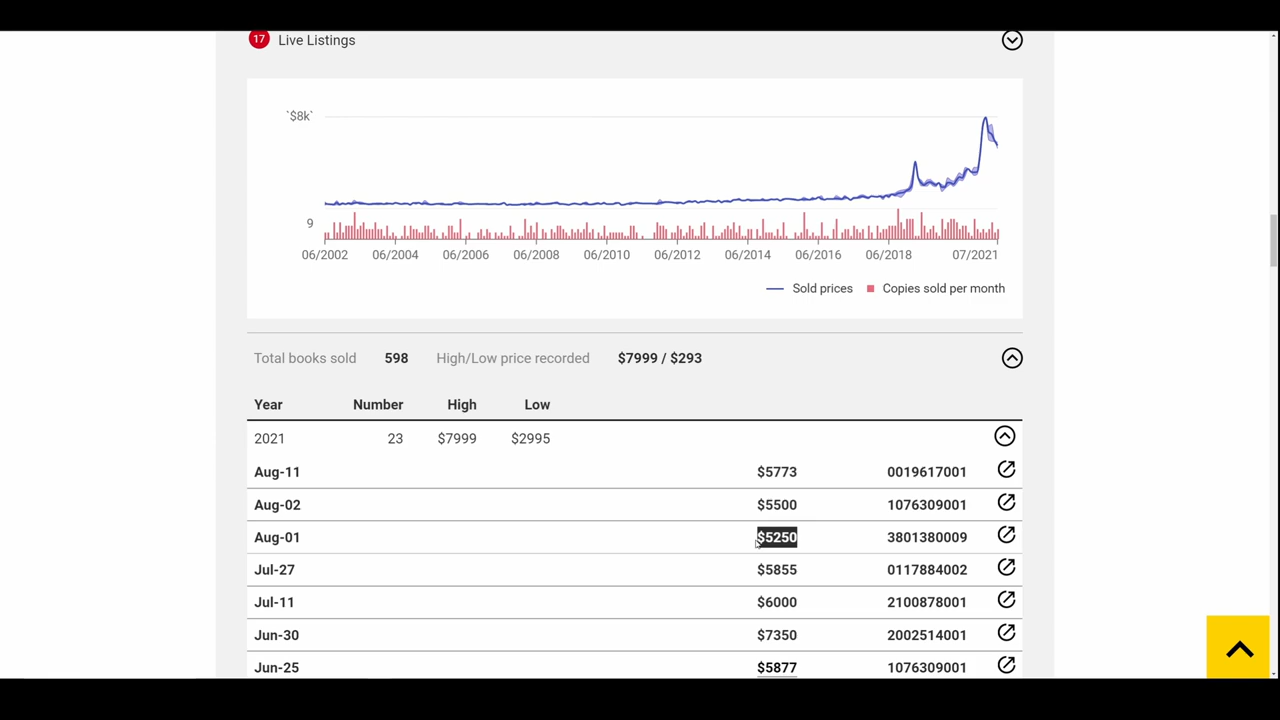 17 Live Listings
`$8k`
9
06/2002 06/2004 06/2006 06/2008 06/2010 06/2012 06/2014 06/2016 06/2018 07/2021
Sold prices Copies sold per month
Total books sold 598 High/Low price recorded $7999 / $293
Year Number High Low
2021 23 $7999 $2995
Aug-11 $5773 0019617001
Aug-02 $5500 1076309001
Aug-01 $5250 3801380009
Jul-27 $5855 0117884002
Jul-11 $6000 2100878001
Jun-30 $7350 2002514001
Jun-25 $5877 1076309001